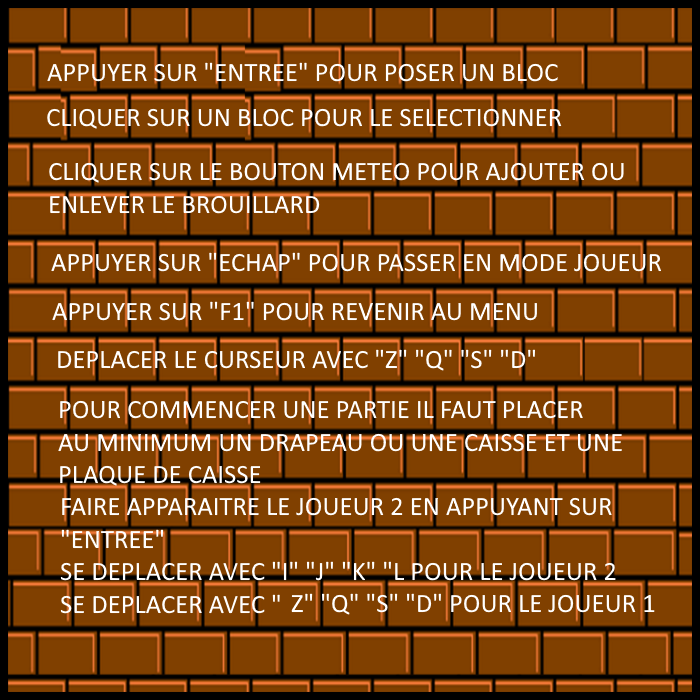 APPUYER SUR "ENTREE" POUR POSER UN BLOC
CLIQUER SUR UN BLOC POUR LE SELECTIONNER
CLIQUER SUR LE BOUTON METEO POUR AJOUTER OU
ENLEVER LE BROUILLARD
APPUYER SUR "ECHAP" POUR PASSER EN MODE JOUEUR
APPUYER SUR "F1" POUR REVENIR AU MENU
DEPLACER LE CURSEUR AVEC "Z" "Q" "S" "D"
POUR COMMENCER UNE PARTIE IL FAUT PLACER
AU MINIMUM UN DRAPEAU OU UNE CAISSE ET UNE
PLAQUE DE CAISSE
FAIRE APPARAITRE LE JOUEUR 2 EN APPUYANT SUR
"ENTREE"
SE DEPLACER AVEC "I" "J" "K" "L POUR LE JOUEUR 2
SE DEPLACER AVEC " Z" "Q" "S" "D" POUR LE JOUEUR 1